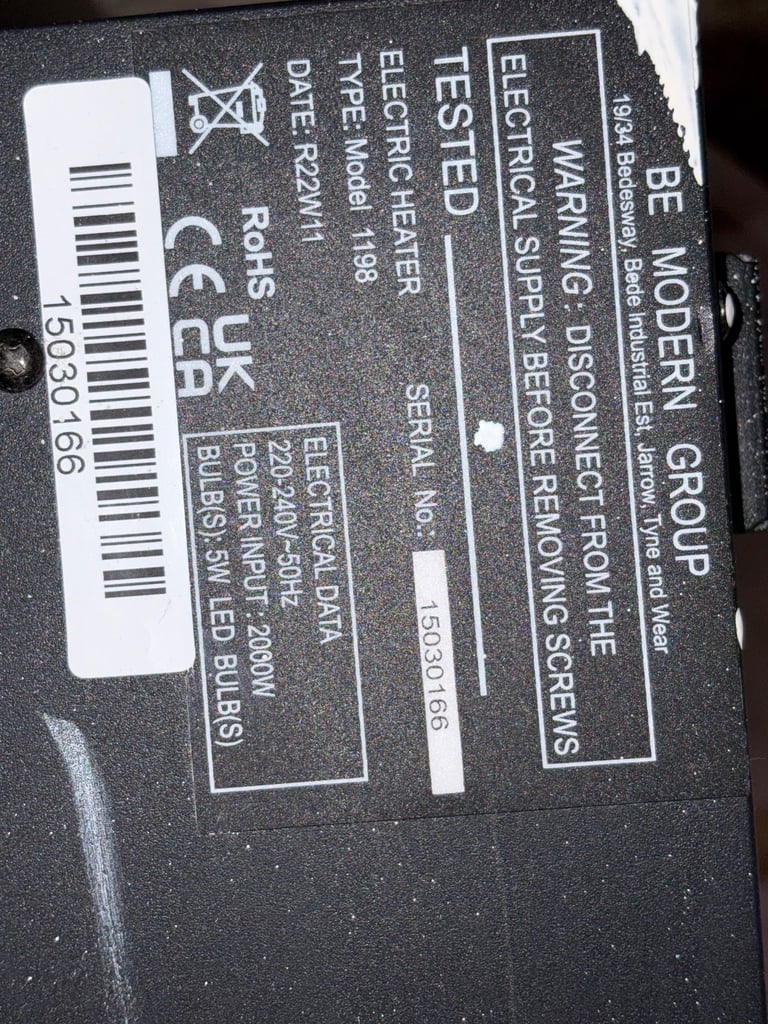 BE MODERN GROUP
19/34 Bedesway, Bede Industrial Est, Jarrow, Tyne and Wear
WARNING : DISCONNECT FROM THE
ELECTRICAL SUPPLY BEFORE REMOVING SCREWS
TESTED
ELECTRIC HEATER
SERIAL No.: 15030166
TYPE: Model 1198
DATE: R22W11
RoHS
CE
UK
CA
ELECTRICAL DATA
220-240V~50Hz
POWER INPUT : 2000W
BULB(S): 5W LED BULB(S)
15030166